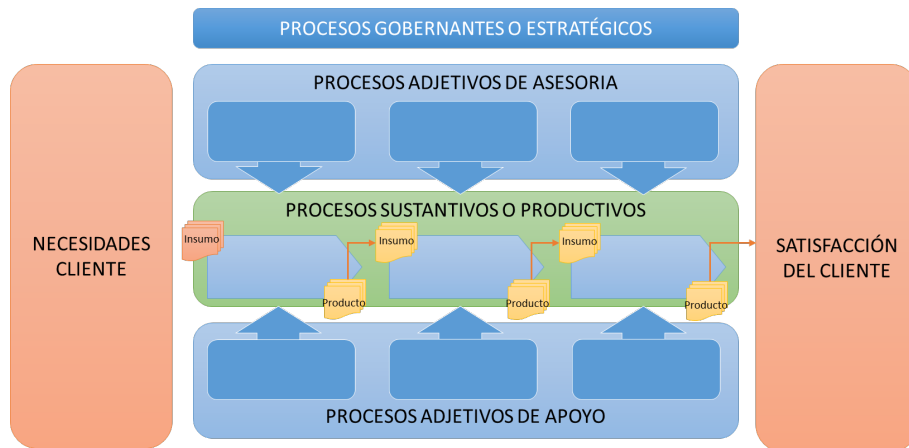 PROCESOS GOBERNANTES O ESTRATÉGICOS
PROCESOS ADJETIVOS DE ASESORIA
PROCESOS SUSTANTIVOS O PRODUCTIVOS
NECESIDADES
CLIENTE
Insumo
Producto
Insumo
Producto
Insumo
Producto
SATISFACCIÓN
DEL CLIENTE
PROCESOS ADJETIVOS DE APOYO